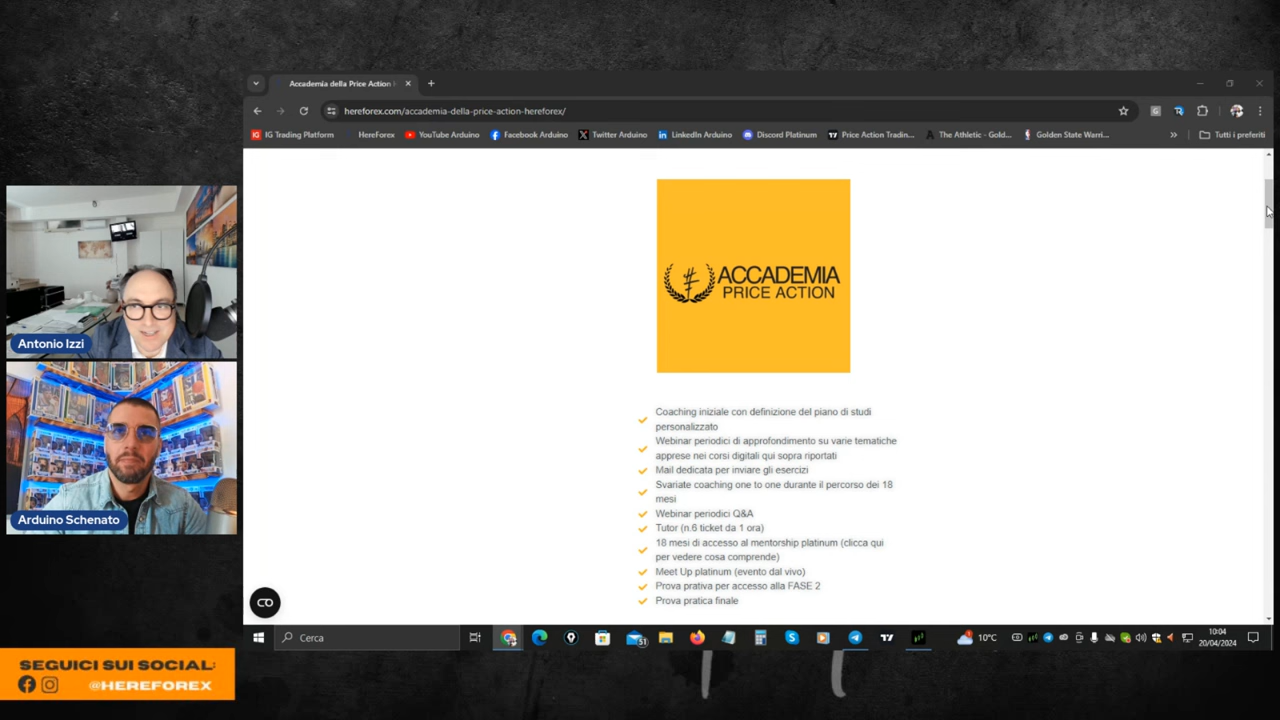 Accademia della Price Action
hereforex.com/accademia-della-price-action-hereforex/
IG Trading Platform
HereForex
YouTube Arduino
Facebook Arduino
Twitter Arduino
LinkedIn Arduino
Discord Platinum
Price Action Tradin...
The Athletic - Gold...
Golden State Warri...
»
Tutti i preferiti
ACCADEMIA
PRICE ACTION
Coaching iniziale con definizione del piano di studi
personalizzato
Webinar periodici di approfondimento su varie tematiche
apprese nei corsi digitali qui sopra riportati
Mail dedicata per inviare gli esercizi
Svariate coaching one to one durante il percorso dei 18
mesi
Webinar periodici Q&A
Tutor (n.6 ticket da 1 ora)
18 mesi di accesso al mentorship platinum (clicca qui
per vedere cosa comprende)
Meet Up platinum (evento dal vivo)
Prova prativa per accesso alla FASE 2
Prova pratica finale
Antonio Izzi
Arduino Schenato
Cerca
51
10°C
10:04
20/04/2024
SEGUICI SUI SOCIAL:
@HEREFOREX